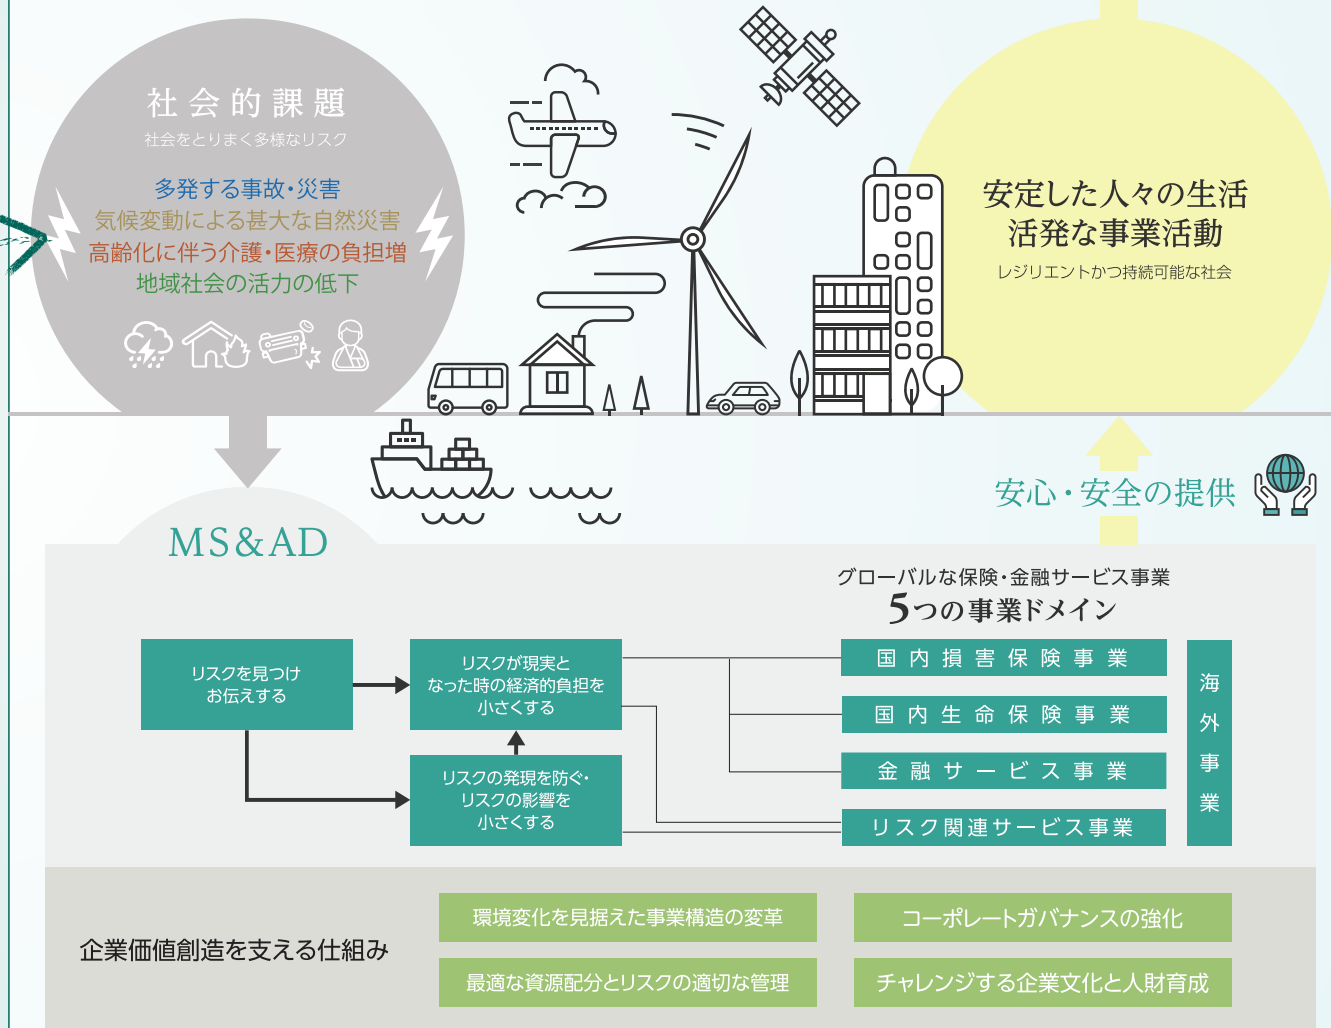 社会的課題
社会をとりまく多様なリスク
多発する事故・災害
気候変動による甚大な自然災害
高齢化に伴う介護・医療の負担増
地域社会の活力の低下
安定した人々の生活
活発な事業活動
レジリエントかつ持続可能な社会
安心・安全の提供
MS&AD
グローバルな保険・金融サービス事業
5つの事業ドメイン
リスクを見つけ
お伝えする
リスクが現実と
なった時の経済的負担を
小さくする
リスクの発現を防ぐ・
リスクの影響を
小さくする
国内損害保険事業
国内生命保険事業
金融サービス事業
リスク関連サービス事業
海外事業
企業価値創造を支える仕組み
環境変化を見据えた事業構造の変革
コーポレートガバナンスの強化
最適な資源配分とリスクの適切な管理
チャレンジする企業文化と人財育成